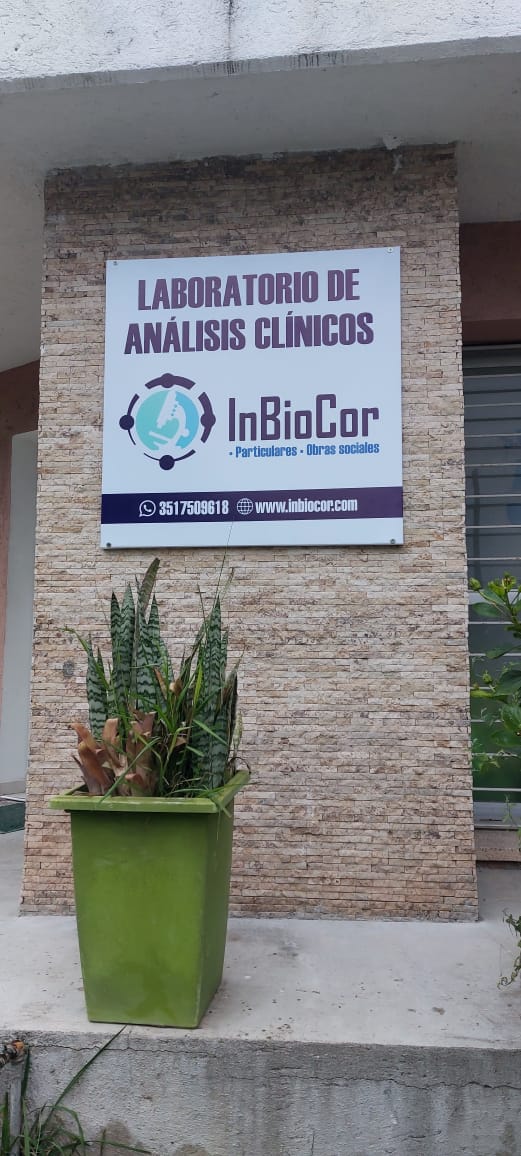 LABORATORIO DE
ANÁLISIS CLÍNICOS
InBioCor
• Particulares • Obras sociales
3517509618 www.inbiocor.com